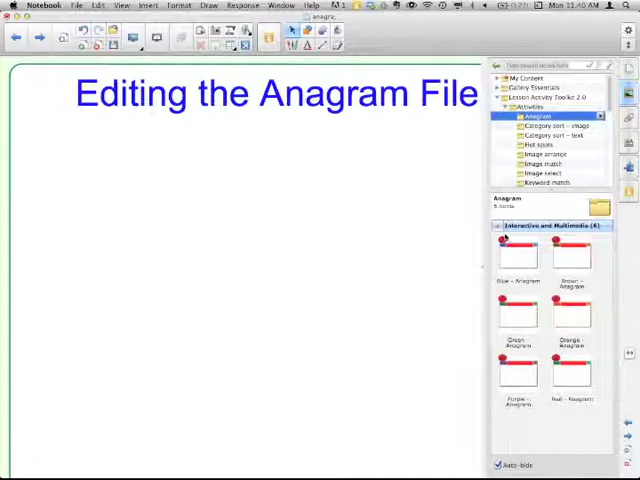 Notebook File Edit View Insert Format Draw Response Window Help
Mon 11:40 AM
anagra..
Editing the Anagram File
My Content
Gallery Essentials
Lesson Activity Toolkit 2.0
Activities
Anagram
Category sort - image
Category sort - text
Hot spots
Image arrange
Image match
Image select
Keyword match
Anagram
Interactive and Multimedia (6)
Blue - Anagram
Brown - Anagram
Green - Anagram
Orange - Anagram
Purple - Anagram
Null - Anagram
Auto-hide